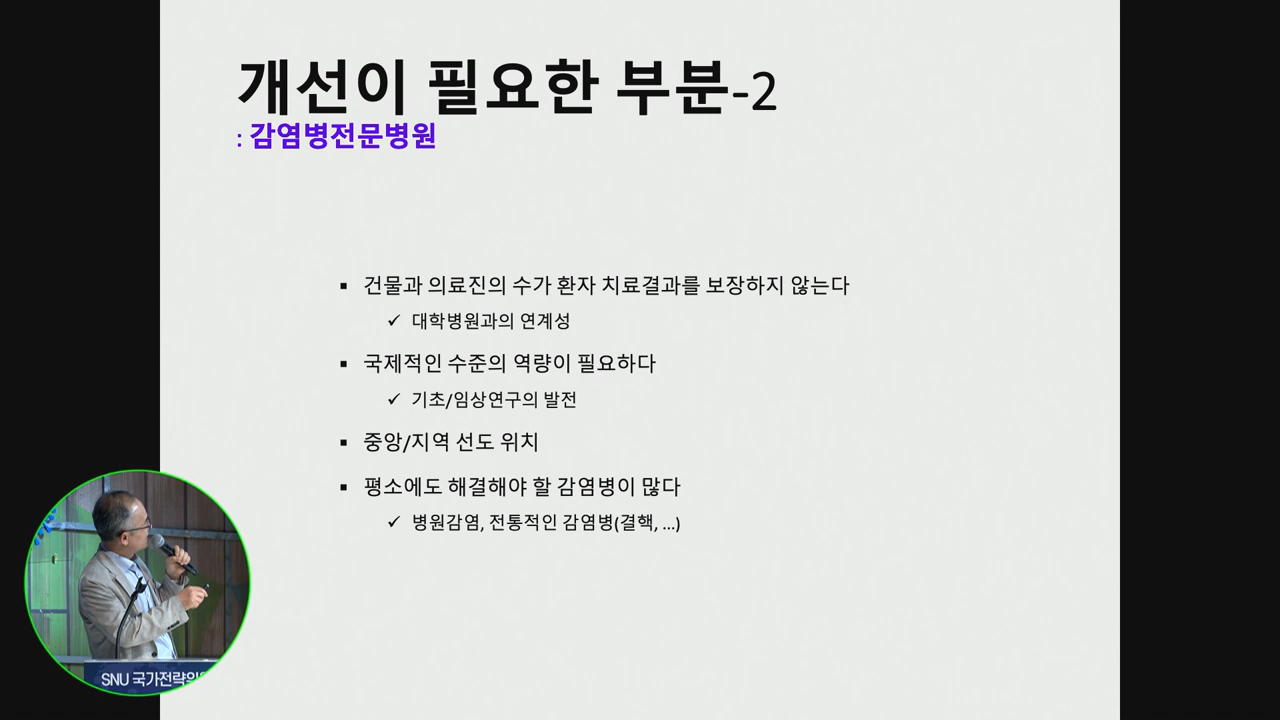 개선이 필요한 부분-2
: 감염병전문병원
▪ 건물과 의료진의 수가 환자 치료결과를 보장하지 않는다
✓ 대학병원과의 연계성
▪ 국제적인 수준의 역량이 필요하다
✓ 기초/임상연구의 발전
▪ 중앙/지역 선도 위치
▪ 평소에도 해결해야 할 감염병이 많다
✓ 병원감염, 전통적인 감염병(결핵, ...)
SNU 국가전략위